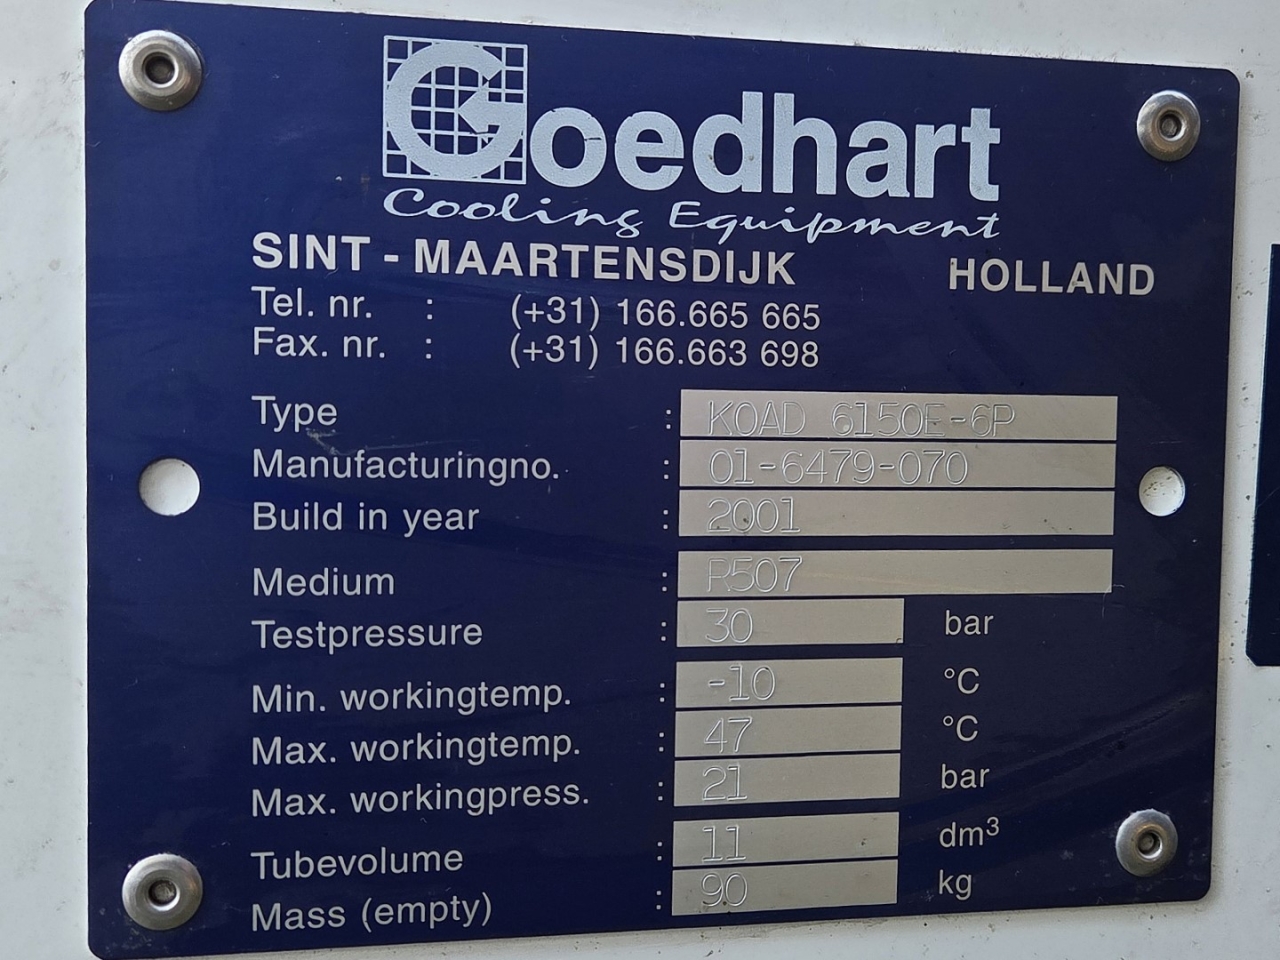 Goedhart
Cooling Equipment
SINT - MAARTENSDIJK HOLLAND
Tel. nr. : (+31) 166.665 665
Fax. nr. : (+31) 166.663 698
Type : KOAD 6150E-6P
Manufacturingno. : 01-6479-070
Build in year : 2001
Medium : R507
Testpressure : 30 bar
Min. workingtemp. : -10 °C
Max. workingtemp. : 47 °C
Max. workingpress. : 21 bar
Tubevolume : 11 dm³
Mass (empty) : 90 kg